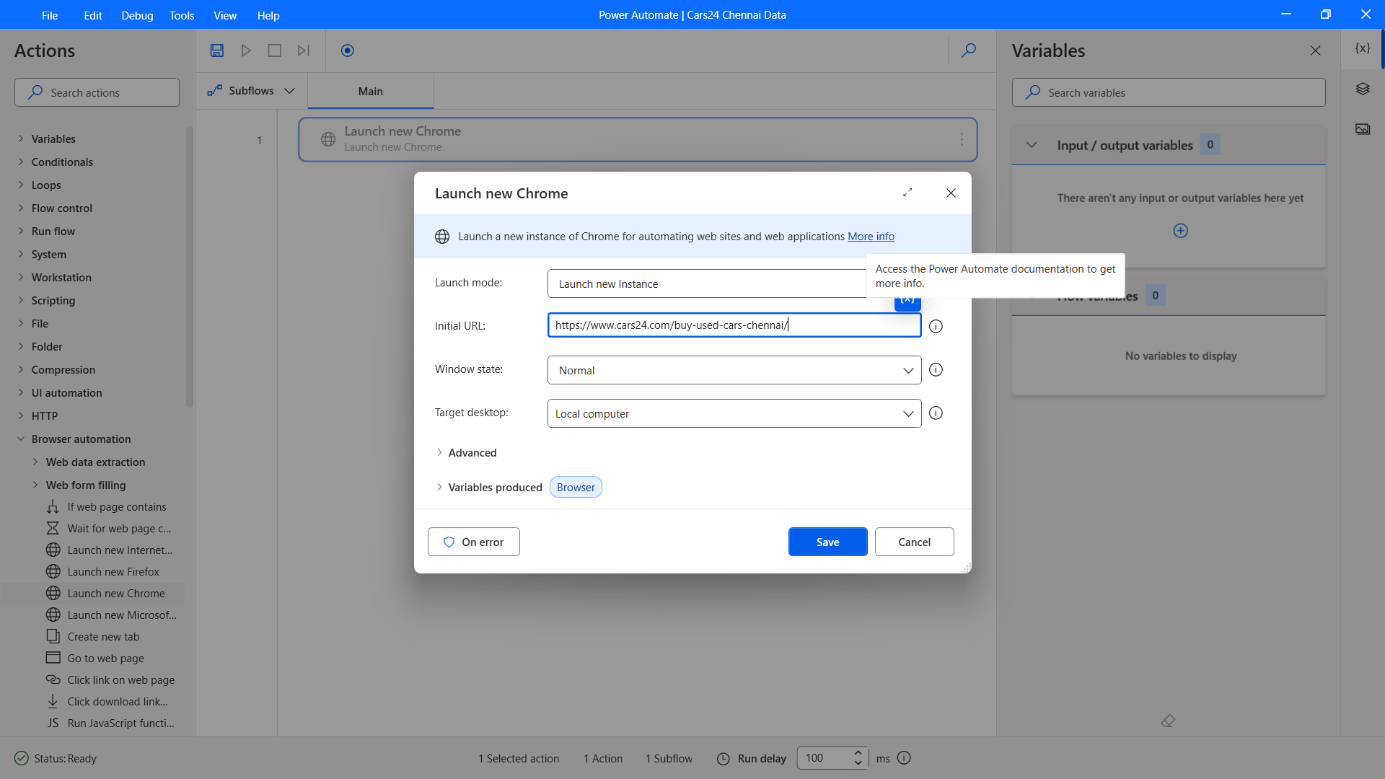 File Edit Debug Tools View Help
Power Automate | Cars24 Chennai Data
Actions
Search actions
Variables
Conditionals
Loops
Flow control
Run flow
System
Workstation
Scripting
File
Folder
Compression
UI automation
HTTP
Browser automation
Web data extraction
Web form filling
If web page contains
Wait for web page c...
Launch new Internet...
Launch new Firefox
Launch new Chrome
Launch new Microsof...
Create new tab
Go to web page
Click link on web page
Click download link...
JS Run JavaScript functi...
Subflows
Main
1
Launch new Chrome
Launch new Chrome
Launch new Chrome
Launch a new instance of Chrome for automating web sites and web applications More info
Access the Power Automate documentation to get
more info.
Launch mode:
Launch new Instance
{x}
Initial URL:
https://www.cars24.com/buy-used-cars-chennai/
Window state:
Normal
Target desktop:
Local computer
Advanced
Variables produced Browser
On error
Save
Cancel
Variables
{x}
Search variables
Input / output variables 0
There aren't any input or output variables here yet
Flow variables 0
No variables to display
Status: Ready
1 Selected action
1 Action
1 Subflow
Run delay
100
ms